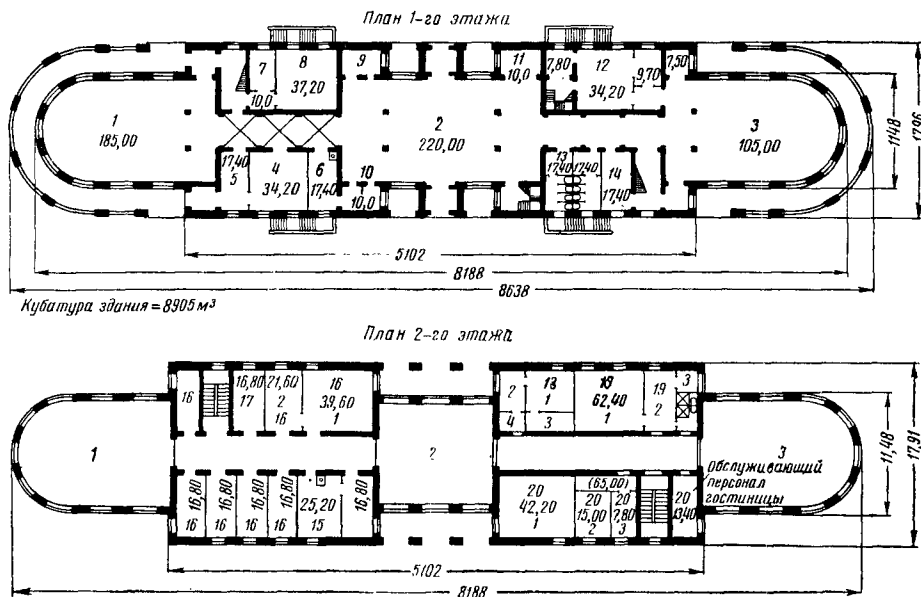 План 1-го этажа
7 8 9 11 12
10,0 37,20 10,0 7,80 34,20 9,70 7,50
1 2 3
185,00 220,00 105,00
17,40 4 6 10 13 14
5 34,20 17,40 10,0 17,40 17,40 17,40
1148
5102
8188
8638
Кубатура здания = 8905 м³
План 2-го этажа
16 16,80 21,60 16
17 2 39,60
16 1
2 1 19 3
4 3 62,40 2
1
1 2 3
Обслуживающий
персонал
гостиницы
11,48
17,91
16,80 16,80 16,80 16,80 25,20 16,80
16 16 16 16 15
20 (65,00)
42,20 20 20 20
1 15,00 7,80 13,40
2 3
5102
8188